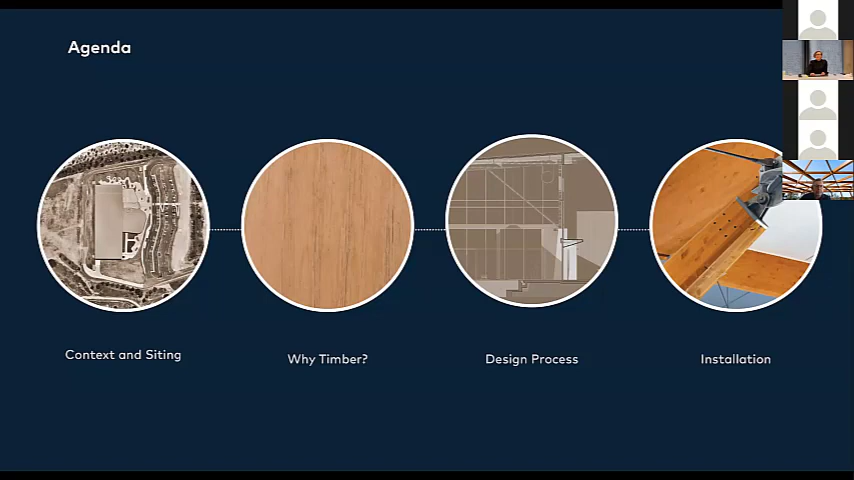 Agenda
Context and Siting
Why Timber?
Design Process
Installation